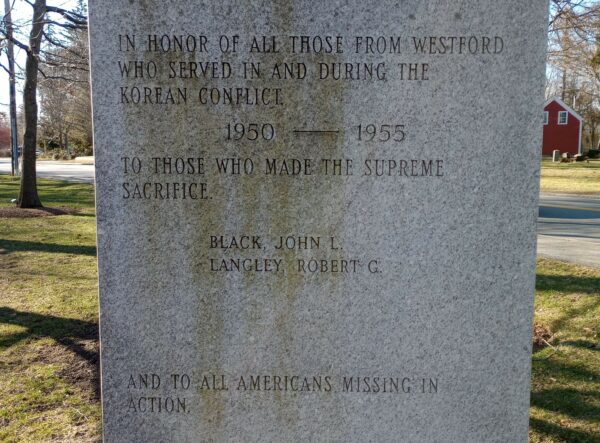 IN HONOR OF ALL THOSE FROM WESTFORD
WHO SERVED IN AND DURING THE
KOREAN CONFLICT.
1950 — 1955
TO THOSE WHO MADE THE SUPREME
SACRIFICE.
BLACK, JOHN L.
LANGLEY, ROBERT G.
AND TO ALL AMERICANS MISSING IN
ACTION.